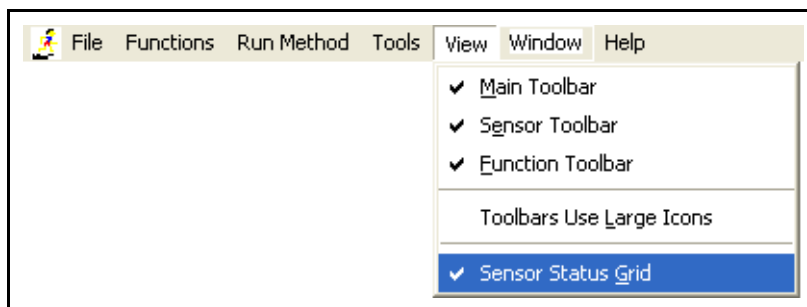 File Functions Run Method Tools View Window Help
✔ Main Toolbar
✔ Sensor Toolbar
✔ Function Toolbar
Toolbars Use Large Icons
✔ Sensor Status Grid